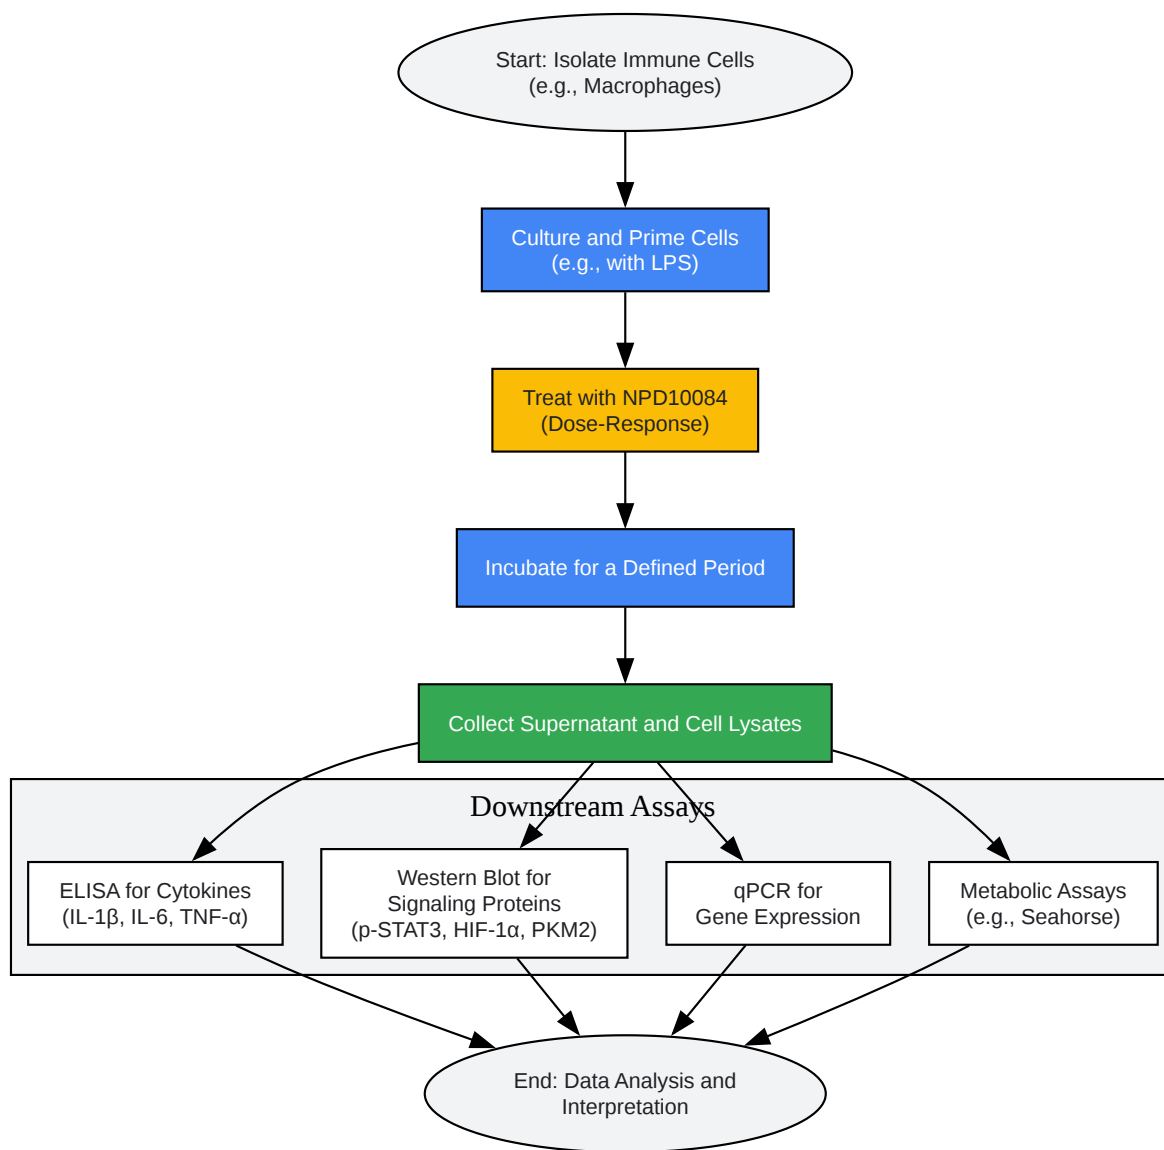 Start: Isolate Immune Cells
(e.g., Macrophages)
Culture and Prime Cells
(e.g., with LPS)
Treat with NPD10084
(Dose-Response)
Incubate for a Defined Period
Collect Supernatant and Cell Lysates
Downstream Assays
ELISA for Cytokines
(IL-1β, IL-6, TNF-α)
Western Blot for
Signaling Proteins
(p-STAT3, HIF-1α, PKM2)
qPCR for
Gene Expression
Metabolic Assays
(e.g., Seahorse)
End: Data Analysis and
Interpretation